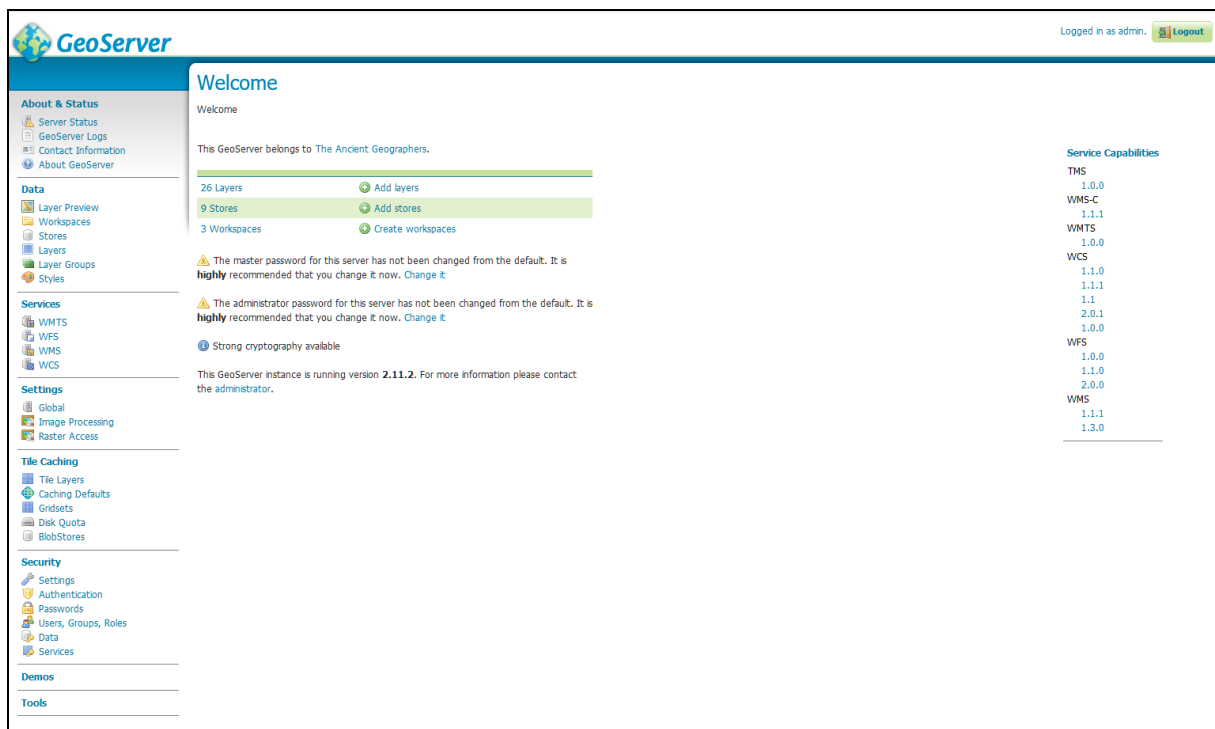 GeoServer
Logged in as admin.
Logout
About & Status
Server Status
GeoServer Logs
Contact Information
About GeoServer
Data
Layer Preview
Workspaces
Stores
Layers
Layer Groups
Styles
Services
WMTS
WFS
WMS
WCS
Settings
Global
Image Processing
Raster Access
Tile Caching
Tile Layers
Caching Defaults
Gridsets
Disk Quota
BlobStores
Security
Settings
Authentication
Passwords
Users, Groups, Roles
Data
Services
Demos
Tools
Welcome
Welcome
This GeoServer belongs to The Ancient Geographers.
26 Layers Add layers
9 Stores Add stores
3 Workspaces Create workspaces
The master password for this server has not been changed from the default. It is
highly recommended that you change it now. Change it
The administrator password for this server has not been changed from the default. It is
highly recommended that you change it now. Change it
Strong cryptography available
This GeoServer instance is running version 2.11.2. For more information please contact
the administrator.
Service Capabilities
TMS
1.0.0
WMS-C
1.1.1
WMTS
1.0.0
WCS
1.1.0
1.1.1
1.1
2.0.1
1.0.0
WFS
1.0.0
1.1.0
2.0.0
WMS
1.1.1
1.3.0